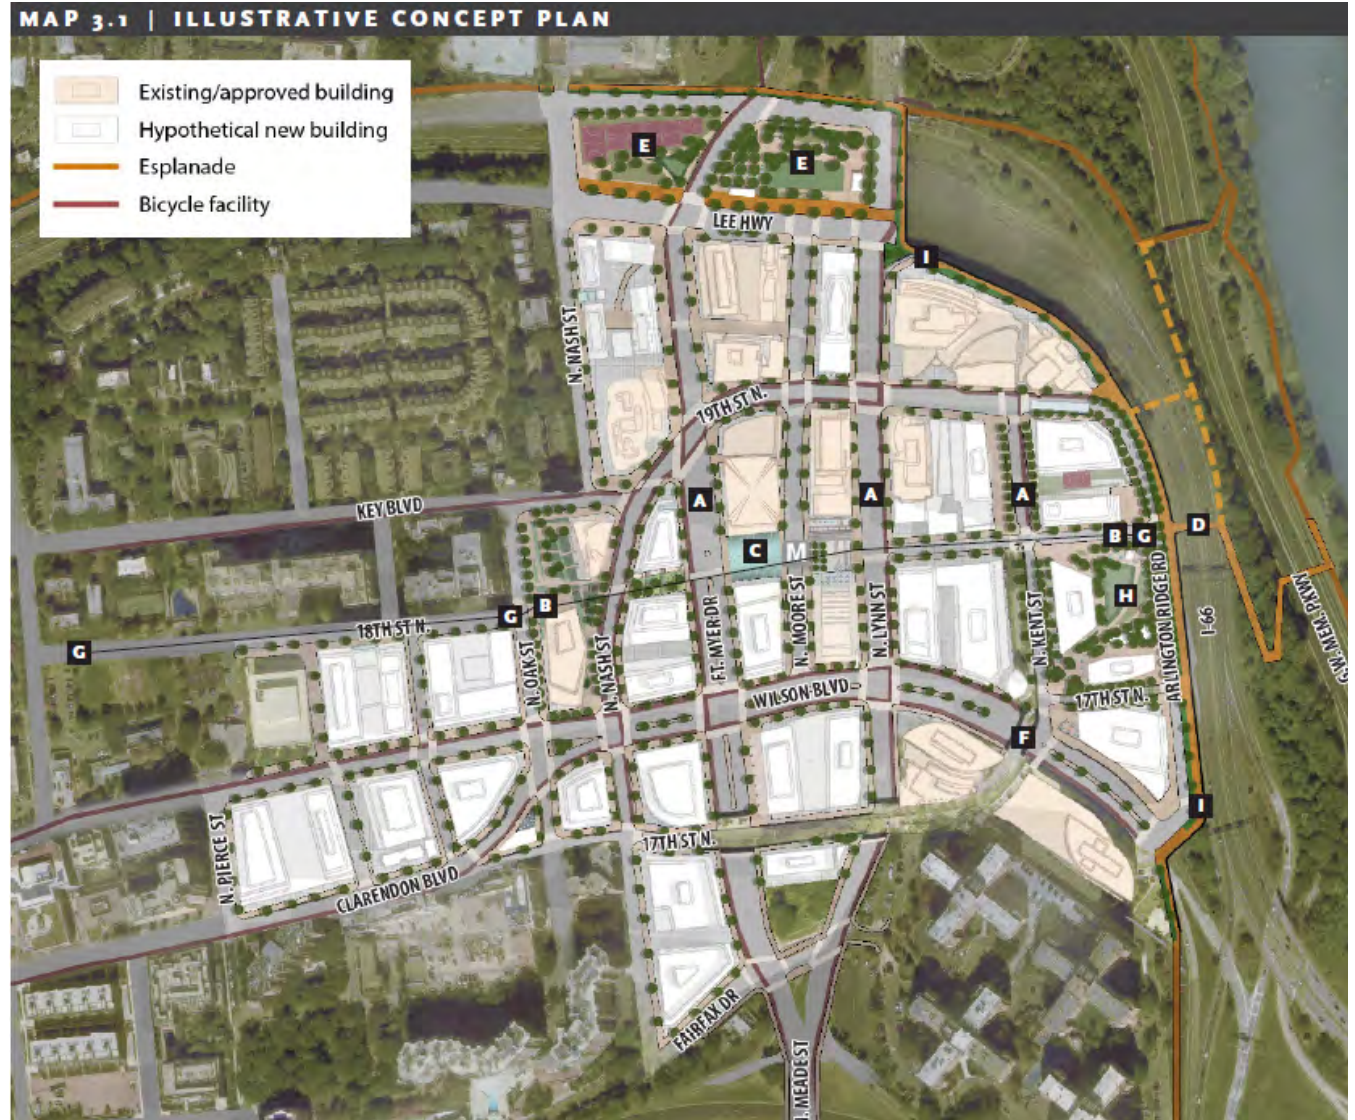 MAP 3.1 | ILLUSTRATIVE CONCEPT PLAN
Existing/approved building
Hypothetical new building
Esplanade
Bicycle facility
E
E
LEE HWY
I
N. NASH ST.
19TH ST N.
KEY BLVD
A
A
A
C
M
B
G
D
G
B
G
18TH ST N.
H
N. OAK ST
N. NASH ST
FT. MYER DR
N. MOORE ST
N. LYNN ST
N. KENT ST
ARLINGTON RIDGE RD
I-66
G.W. MEM. PKWY
WILSON BLVD
17TH ST N.
F
I
N. PIERCE ST
CLARENDON BLVD
17TH ST N.
FAIRFAX DR
N. MEADE ST